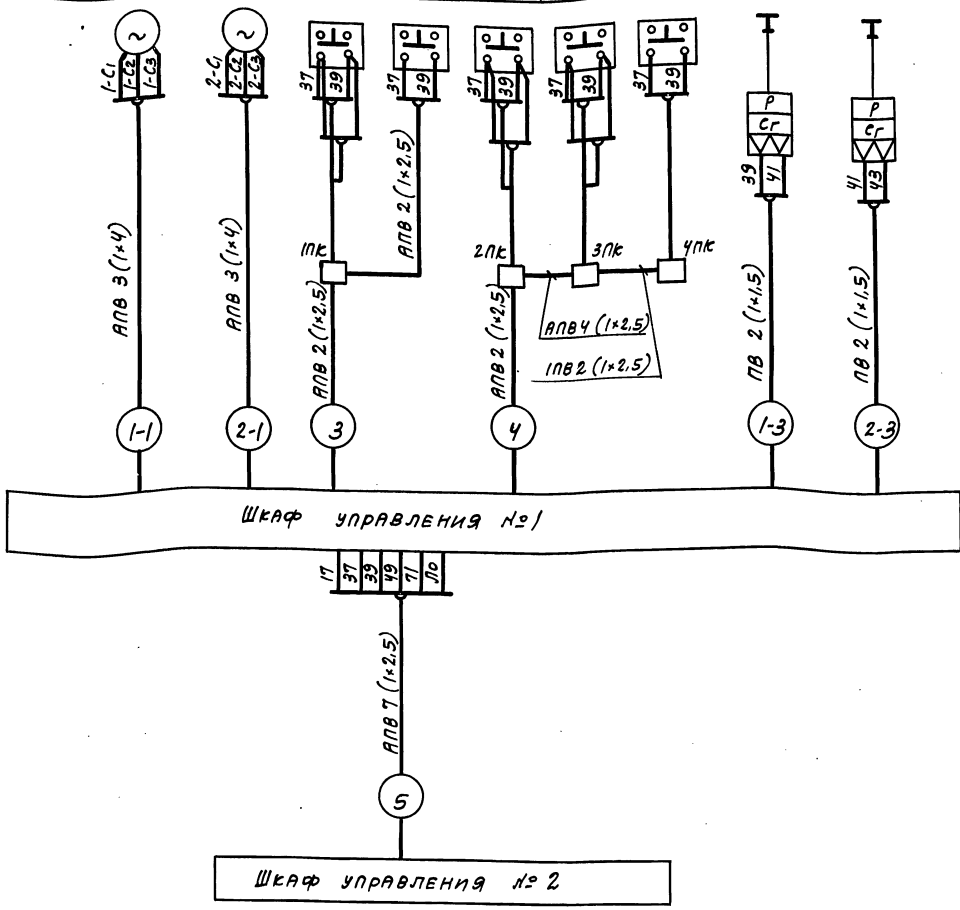 ~
~
1-С1
1-С2
1-С3
2-С1
2-С2
2-С3
37
39
37
39
37
39
37
39
37
39
Р
Сг
39
41
Р
Сг
41
43
АПВ 3 (1×4)
АПВ 3 (1×4)
1ПК
АПВ 2 (1×2,5)
АПВ 2 (1×2,5)
2ПК
3ПК
4ПК
АПВ 2 (1×2,5)
АПВ 4 (1×2,5)
1ПВ 2 (1×2,5)
ПВ 2 (1×1,5)
ПВ 2 (1×1,5)
1-1
2-1
3
4
1-3
2-3
ШКАФ УПРАВЛЕНИЯ №1
17
37
39
49
71
ЛО
АПВ 7 (1×2,5)
5
ШКАФ УПРАВЛЕНИЯ № 2